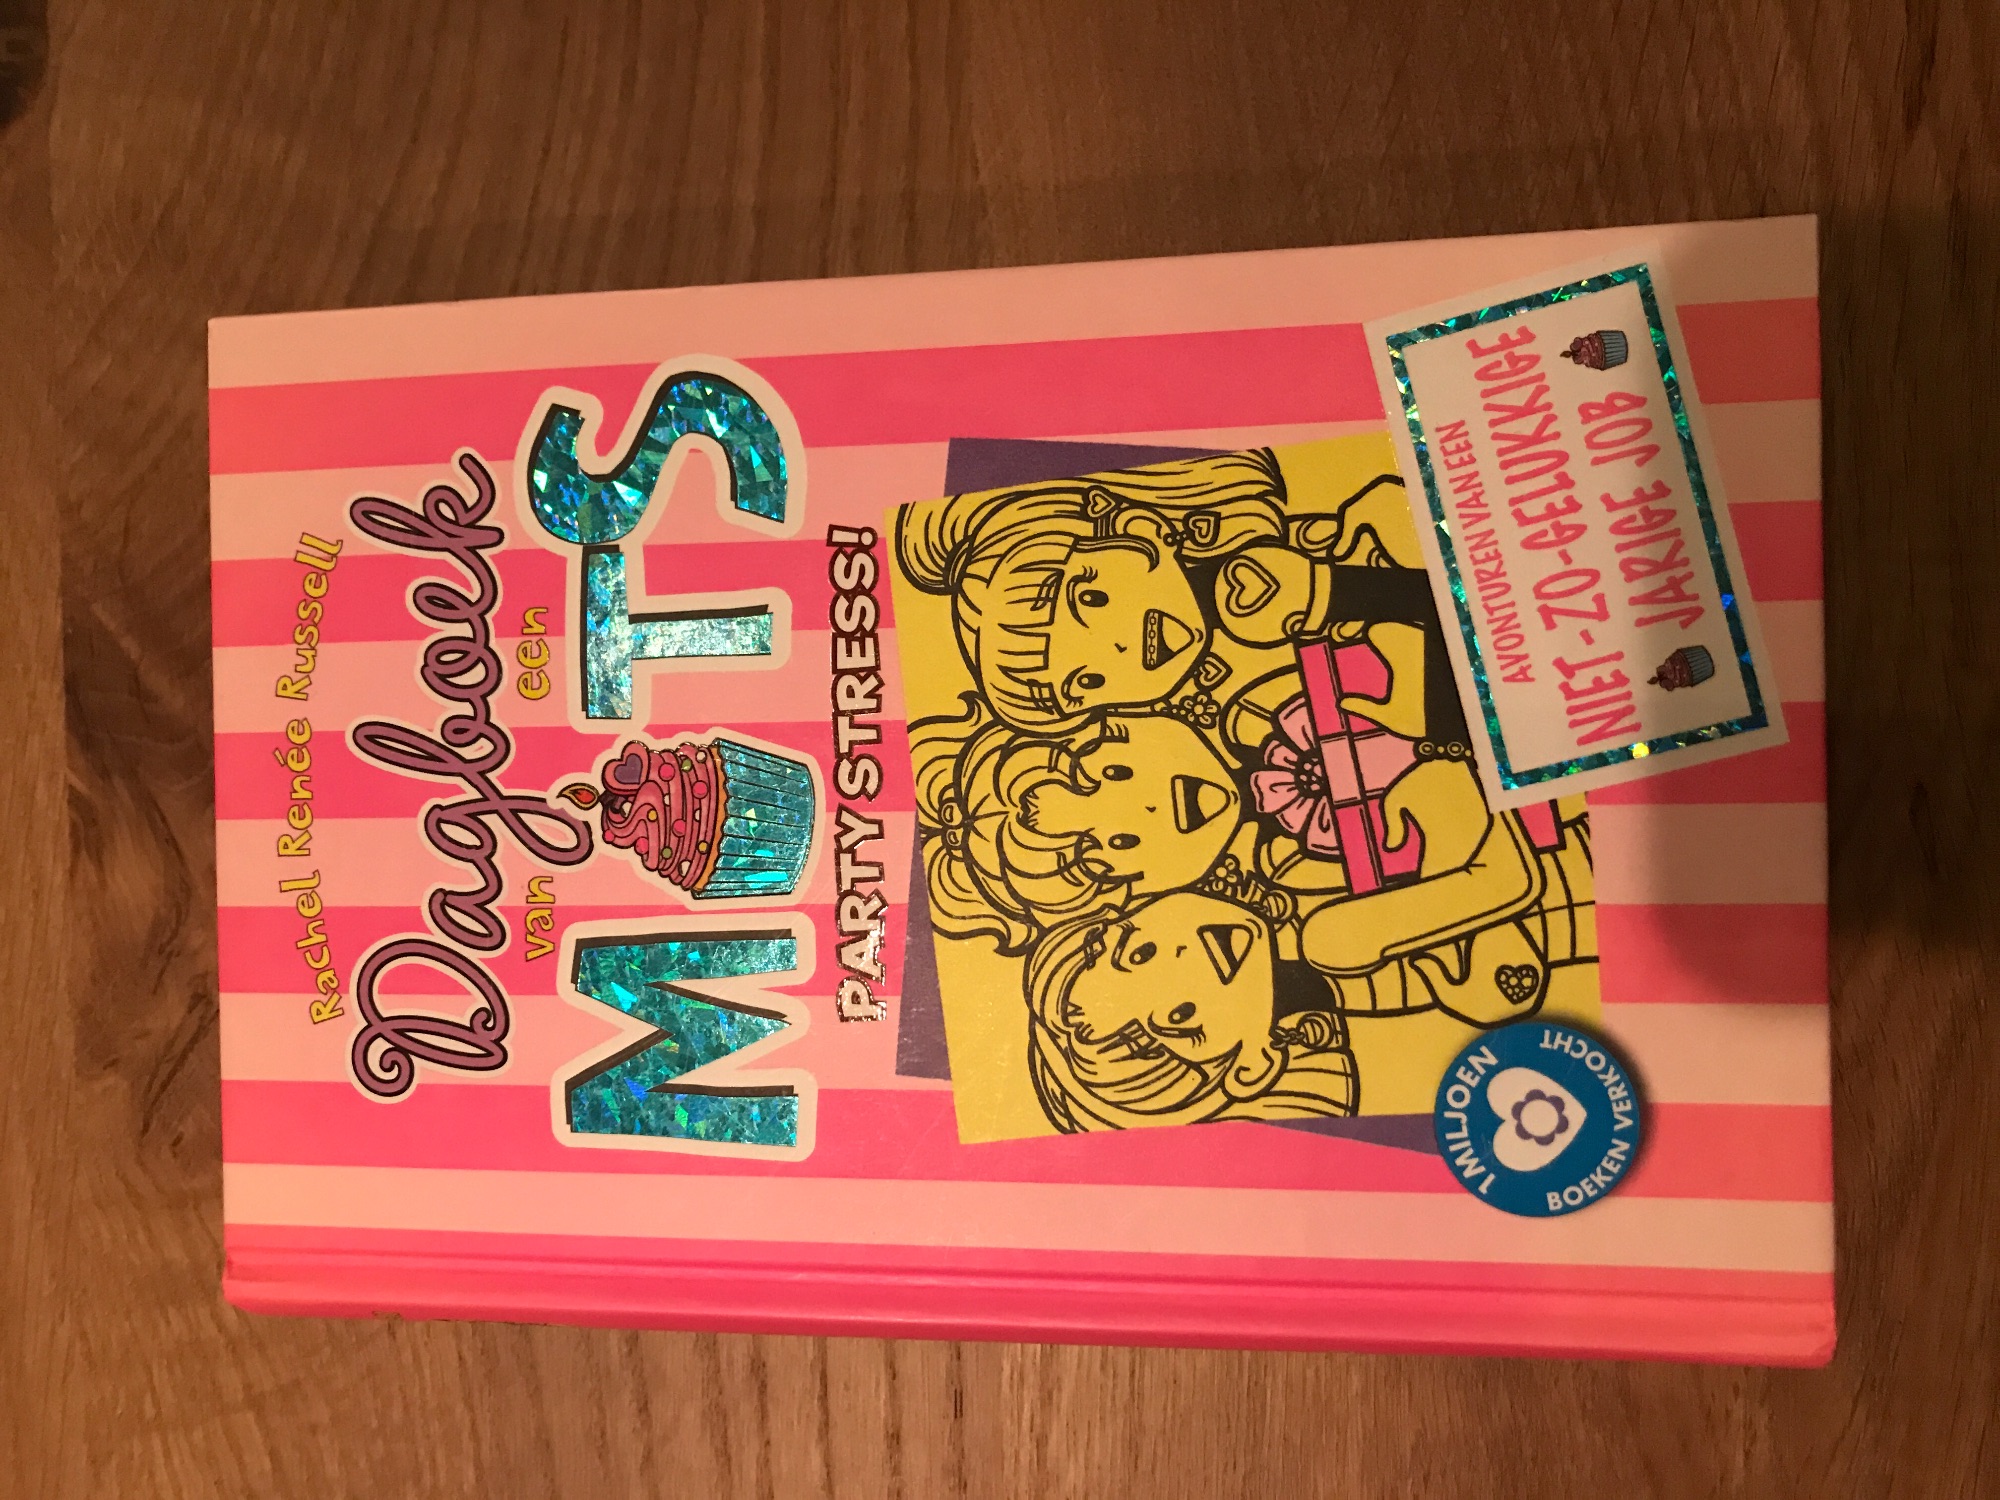 Rachel Renée Russell
Dagboek
van een
MUTS
PARTY STRESS!
AVONTUREN VAN EEN
NIET-ZO-GELUKKIGE
JARIGE JOB
1 MILJOEN
BOEKEN VERKOCHT